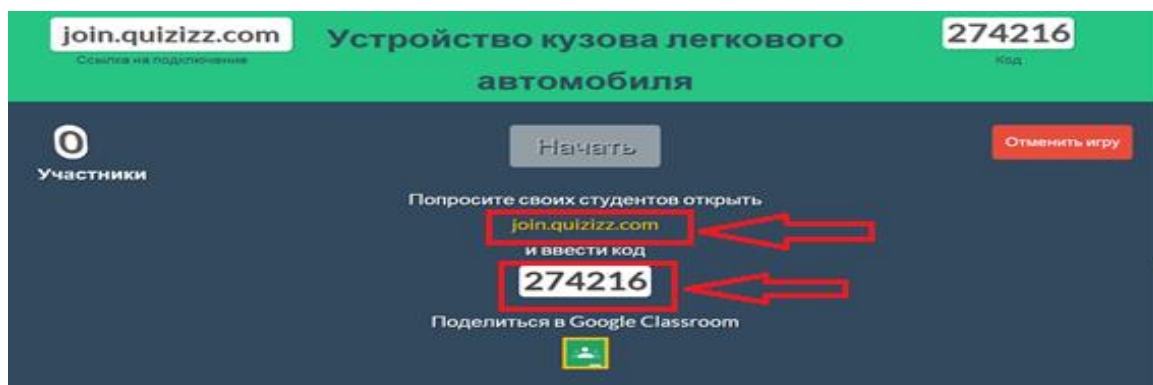 join.quizizz.com
Ссылка на подключение
Устройство кузова легкового
автомобиля
274216
Код
0
Участники
Начать
Отменить игру
Попросите своих студентов открыть
join.quizizz.com
и ввести код
274216
Поделиться в Google Classroom